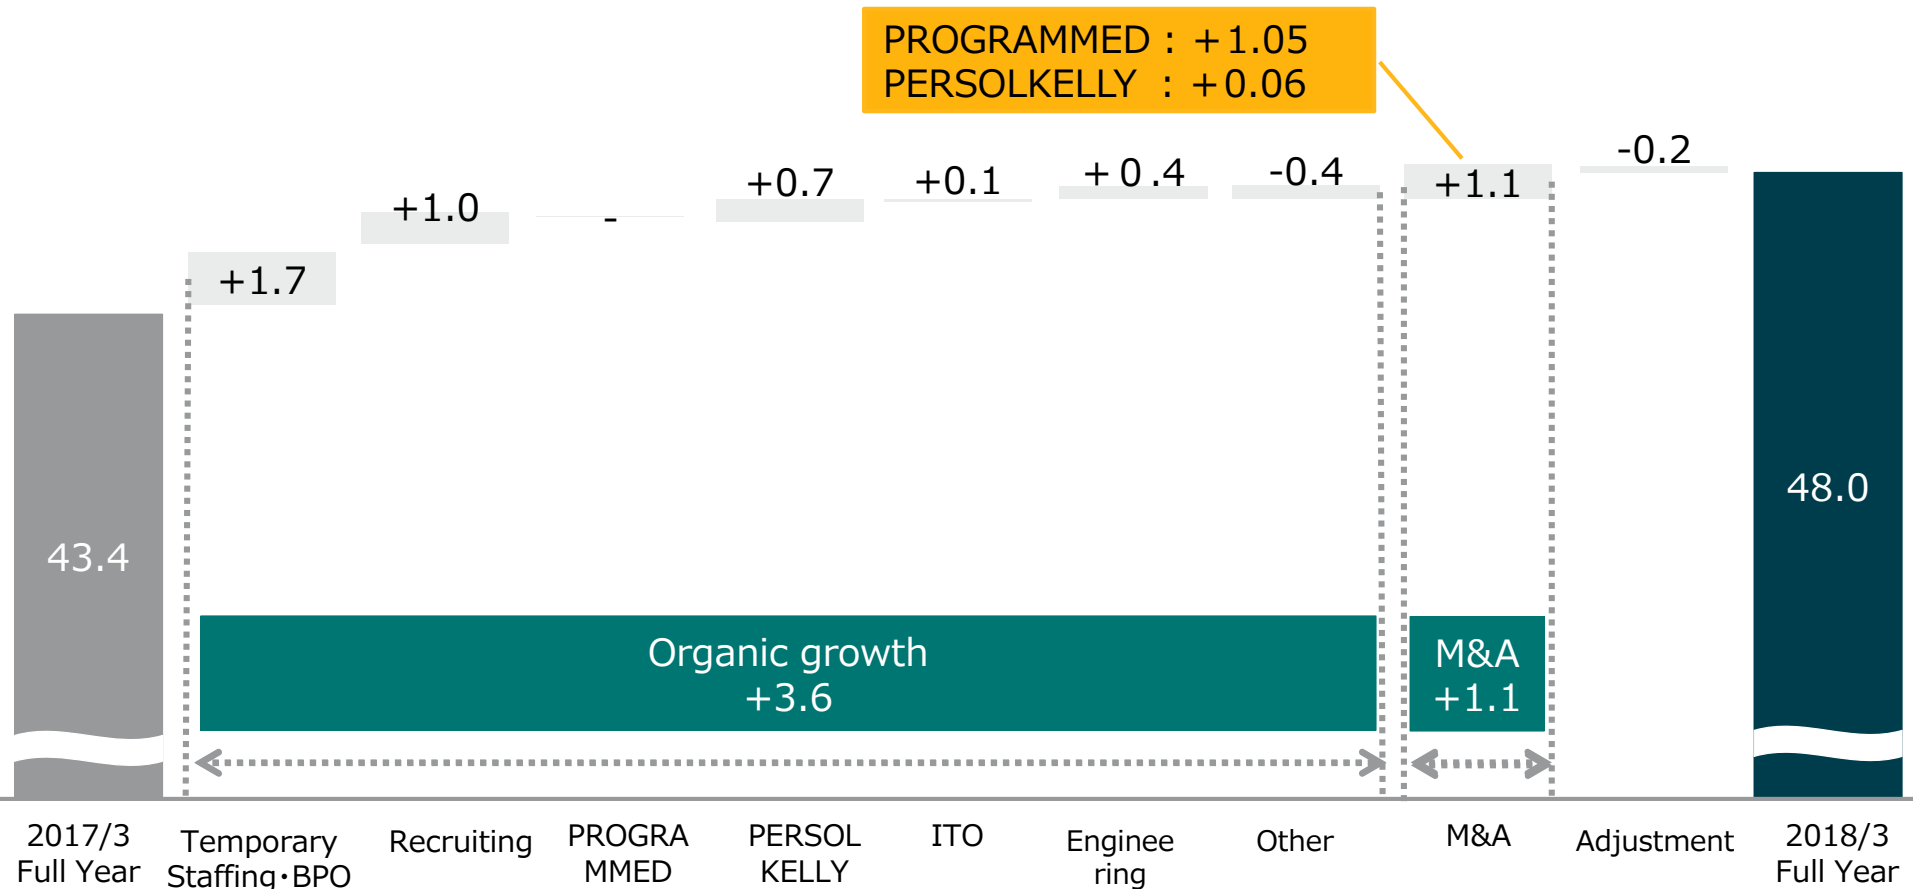 PROGRAMMED : +1.05
PERSOLKELLY : +0.06
+1.7
+1.0
-
+0.7
+0.1
+0.4
-0.4
+1.1
-0.2
43.4
48.0
Organic growth
+3.6
M&A
+1.1
2017/3
Full Year
Temporary
Staffing・BPO
Recruiting
PROGRA
MMED
PERSOL
KELLY
ITO
Enginee
ring
Other
M&A
Adjustment
2018/3
Full Year